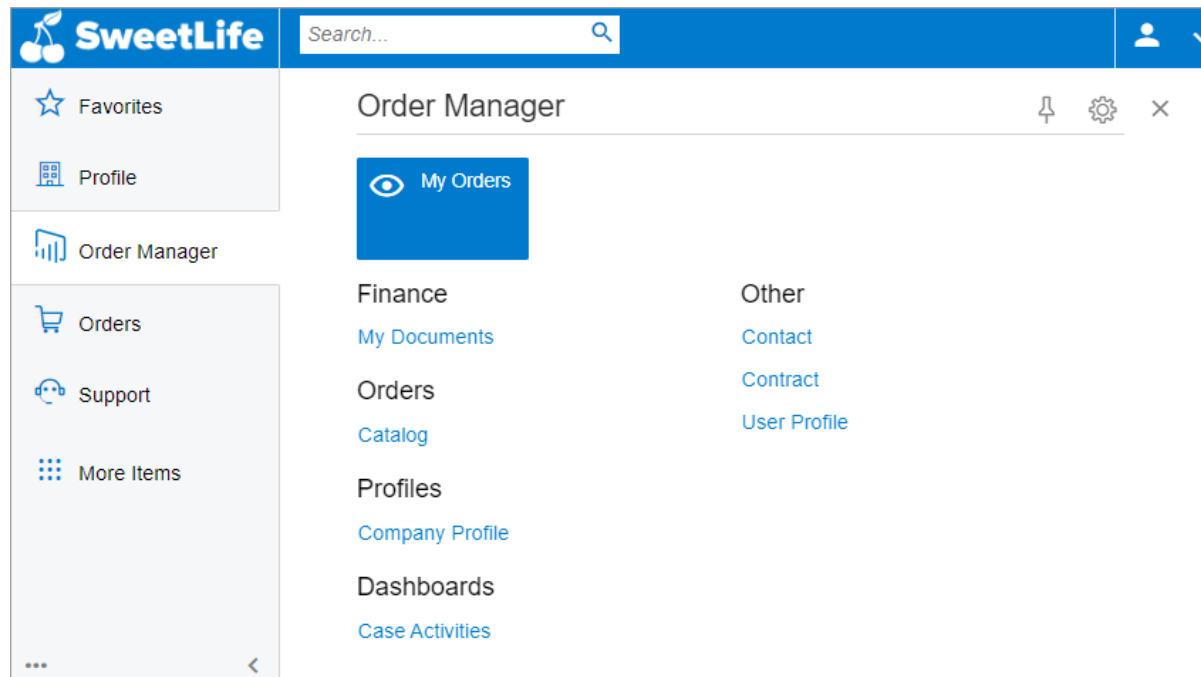 SweetLife
Search...
Favorites
Profile
Order Manager
Orders
Support
More Items
Order Manager
My Orders
Finance
My Documents
Orders
Catalog
Profiles
Company Profile
Dashboards
Case Activities
Other
Contact
Contract
User Profile